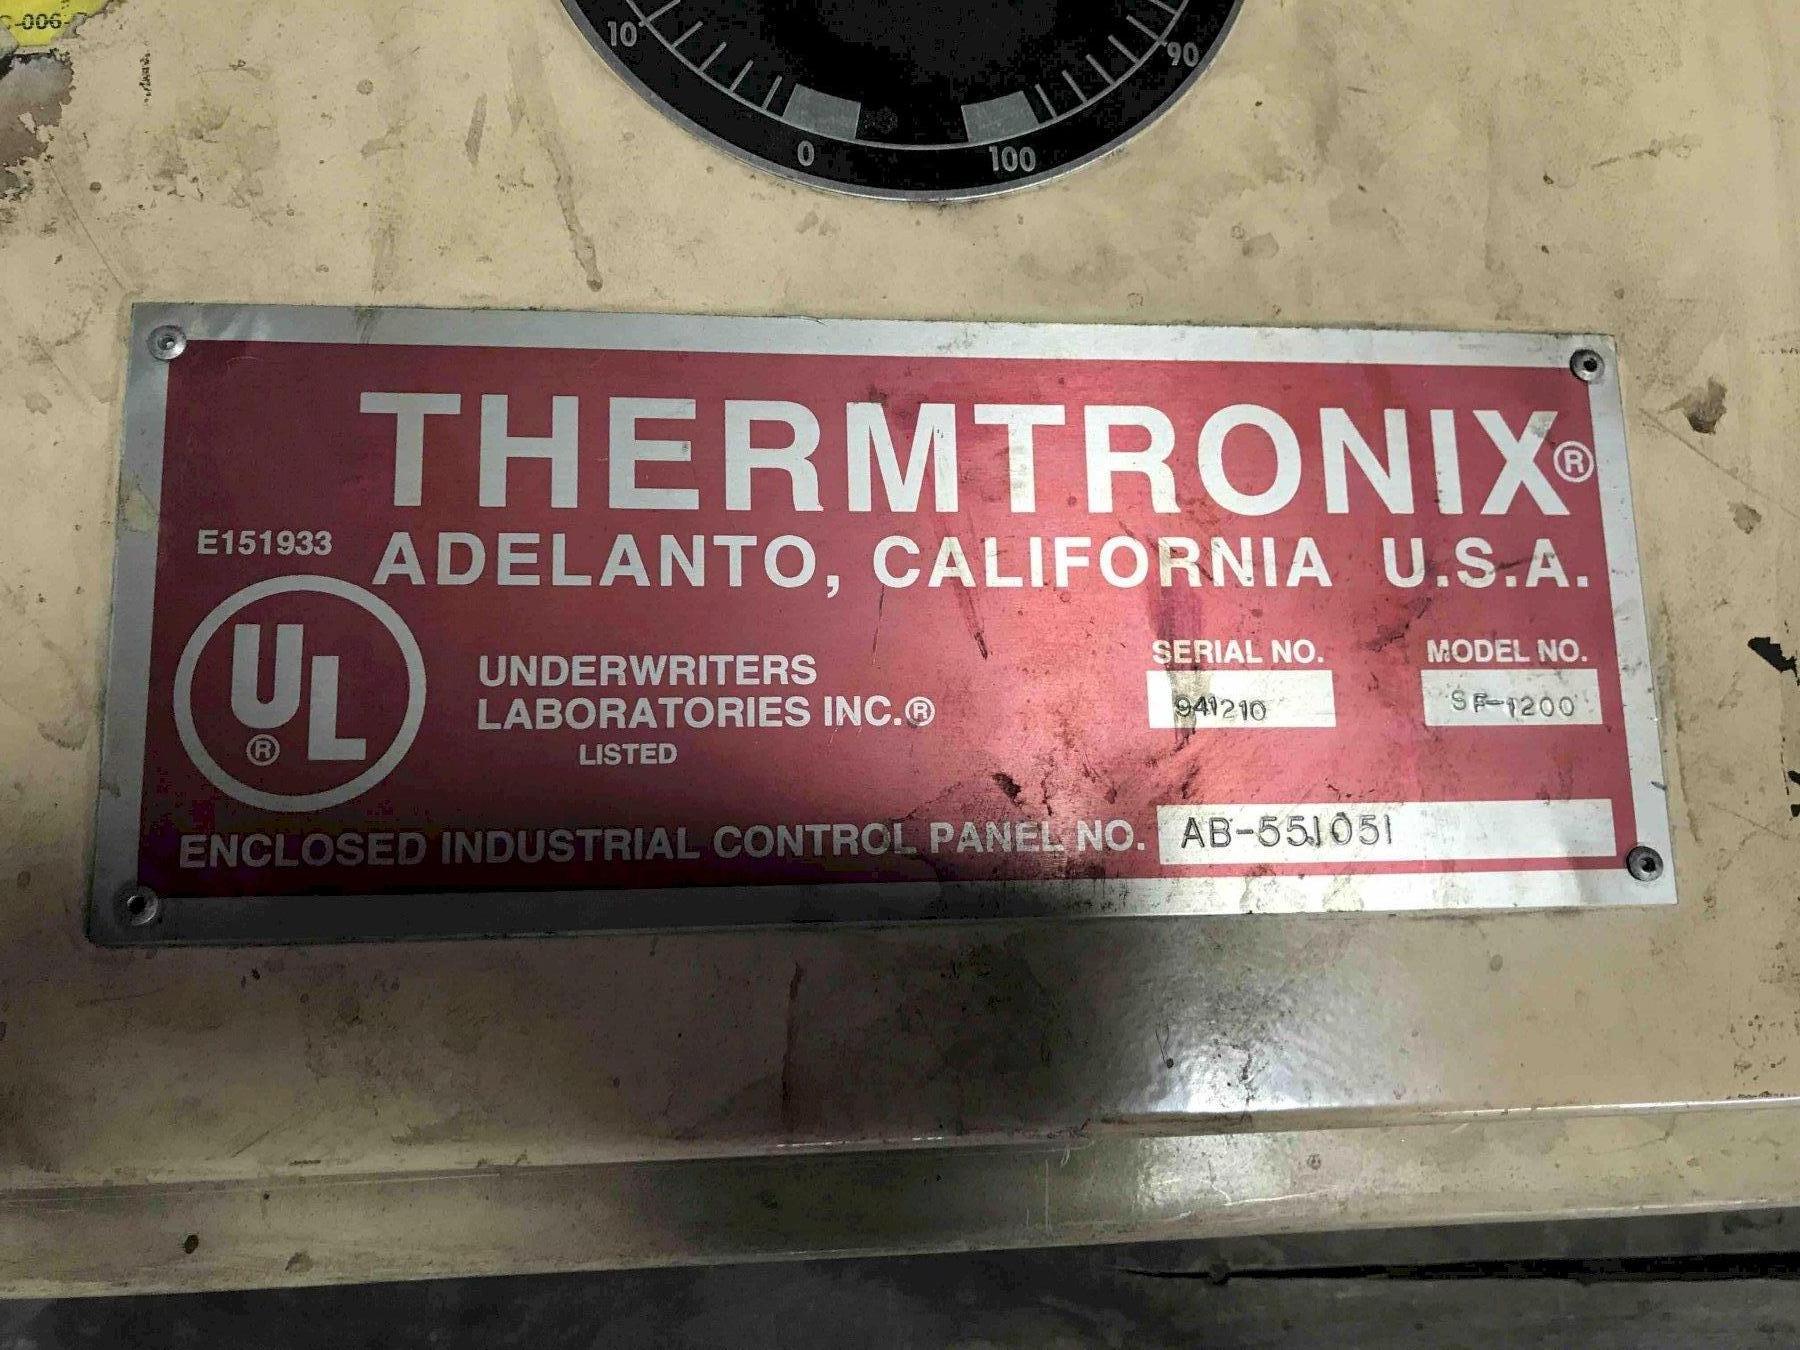 -006-
10
90
0
100
THERMTRONIX®
E151933
ADELANTO, CALIFORNIA U.S.A.
UL
®
UNDERWRITERS
LABORATORIES INC.®
LISTED
SERIAL NO.
941210
MODEL NO.
SF-1200
ENCLOSED INDUSTRIAL CONTROL PANEL NO. AB-551051